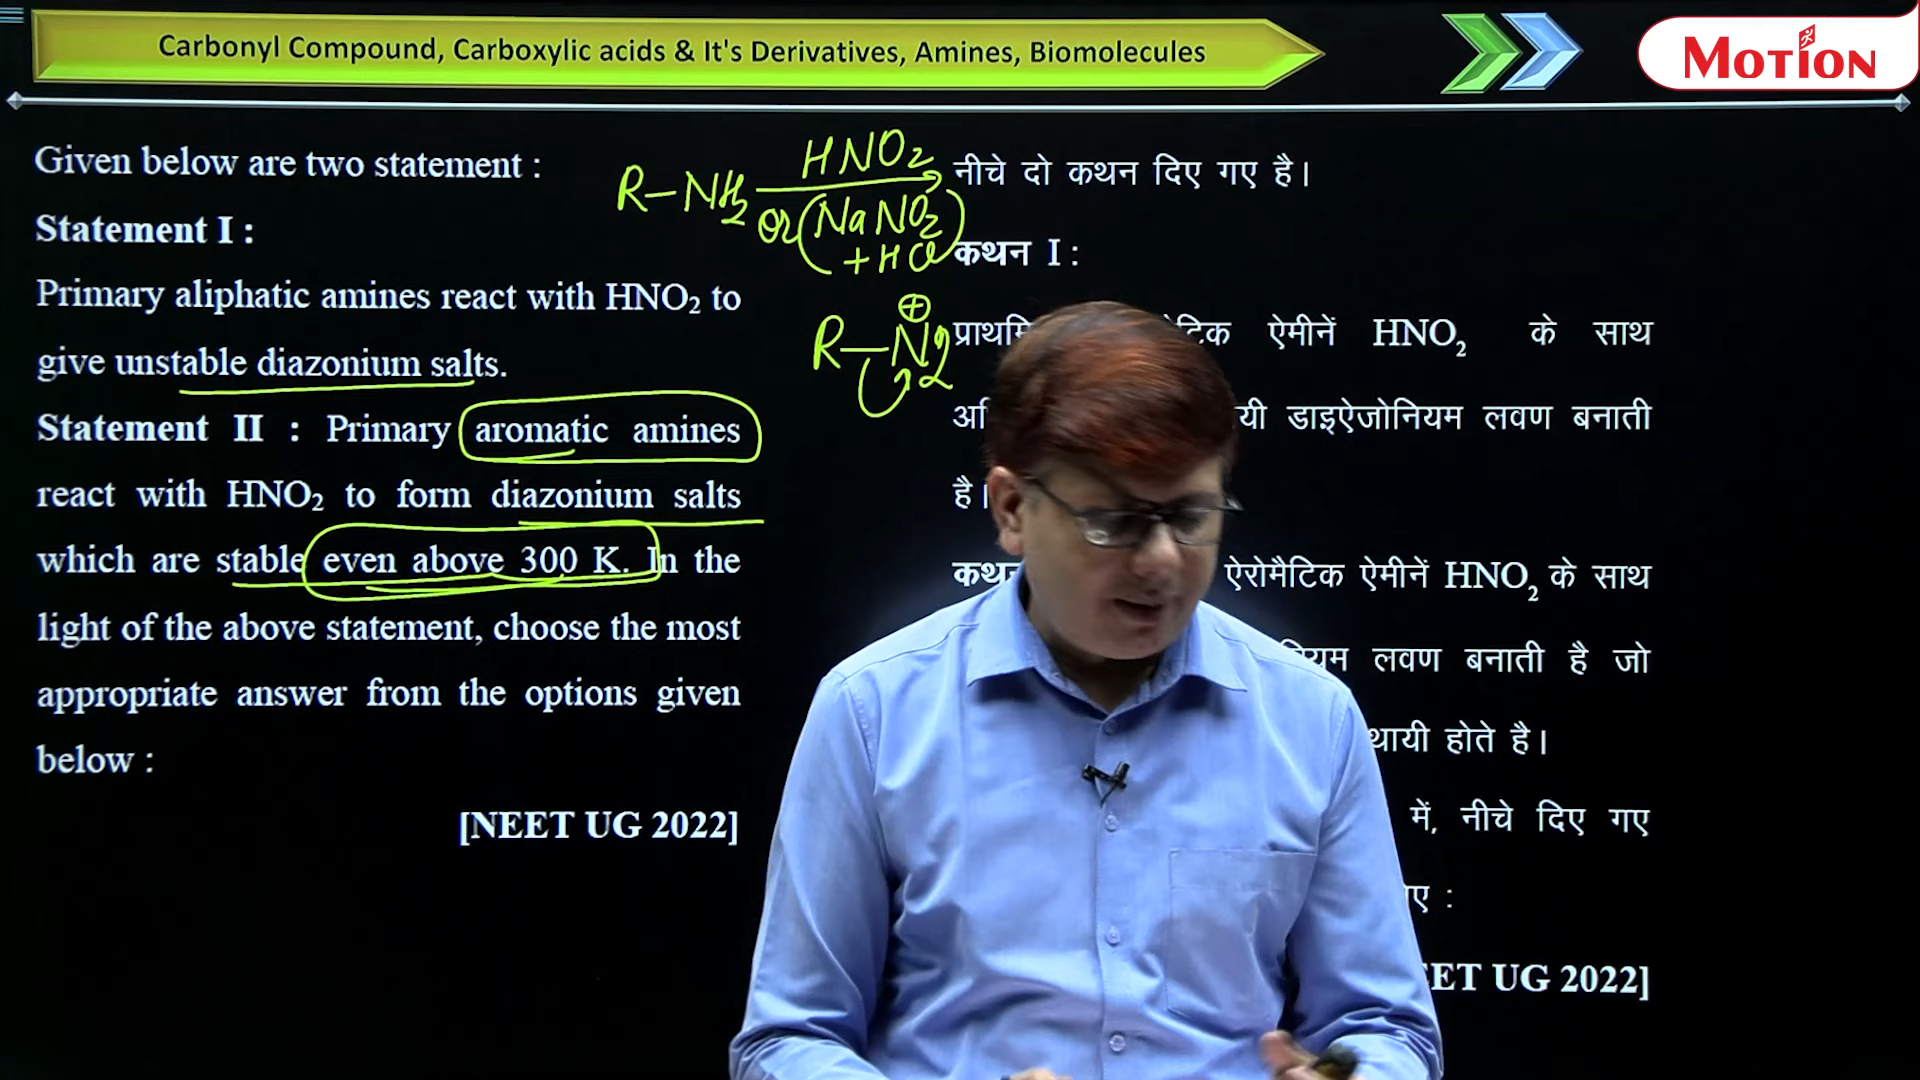 Carbonyl Compound, Carboxylic acids & It's Derivatives, Amines, Biomolecules
MOTION
Given below are two statement :
Statement I :
Primary aliphatic amines react with HNO₂ to
give unstable diazonium salts.
Statement II : Primary aromatic amines
react with HNO₂ to form diazonium salts
which are stable even above 300 K. In the
light of the above statement, choose the most
appropriate answer from the options given
below :
[NEET UG 2022]
R-NH₂ HNO₂
or (NaNO₂
+HCl)
⊕
R-N₂
नीचे दो कथन दिए गए है।
कथन I :
ऐमीनें HNO₂ के साथ
डाइऐजोनियम लवण बनाती
है।
ऐरोमैटिक ऐमीनें HNO₂ के साथ
लवण बनाती है जो
होते है।
में, नीचे दिए गए
:
UG 2022]